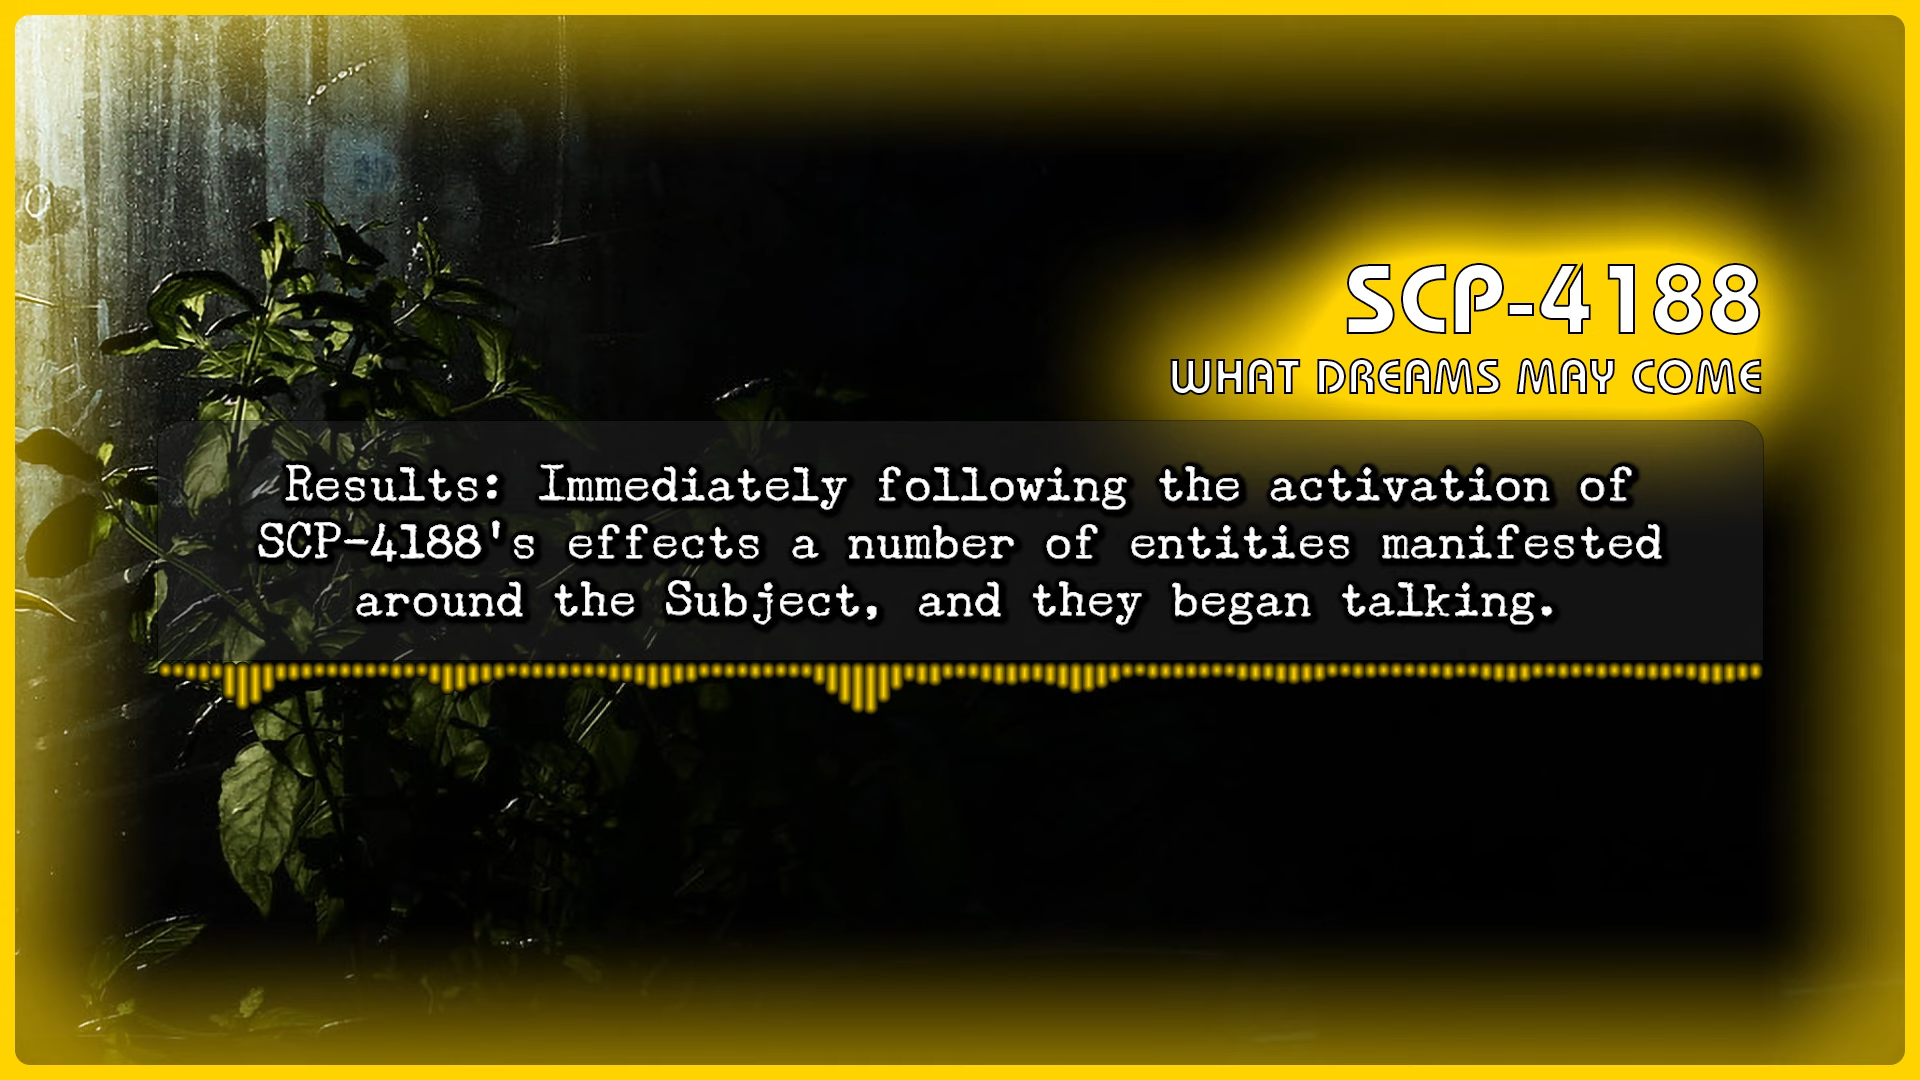 SCP-4188
WHAT DREAMS MAY COME
Results: Immediately following the activation of
SCP-4188's effects a number of entities manifested
around the Subject, and they began talking.